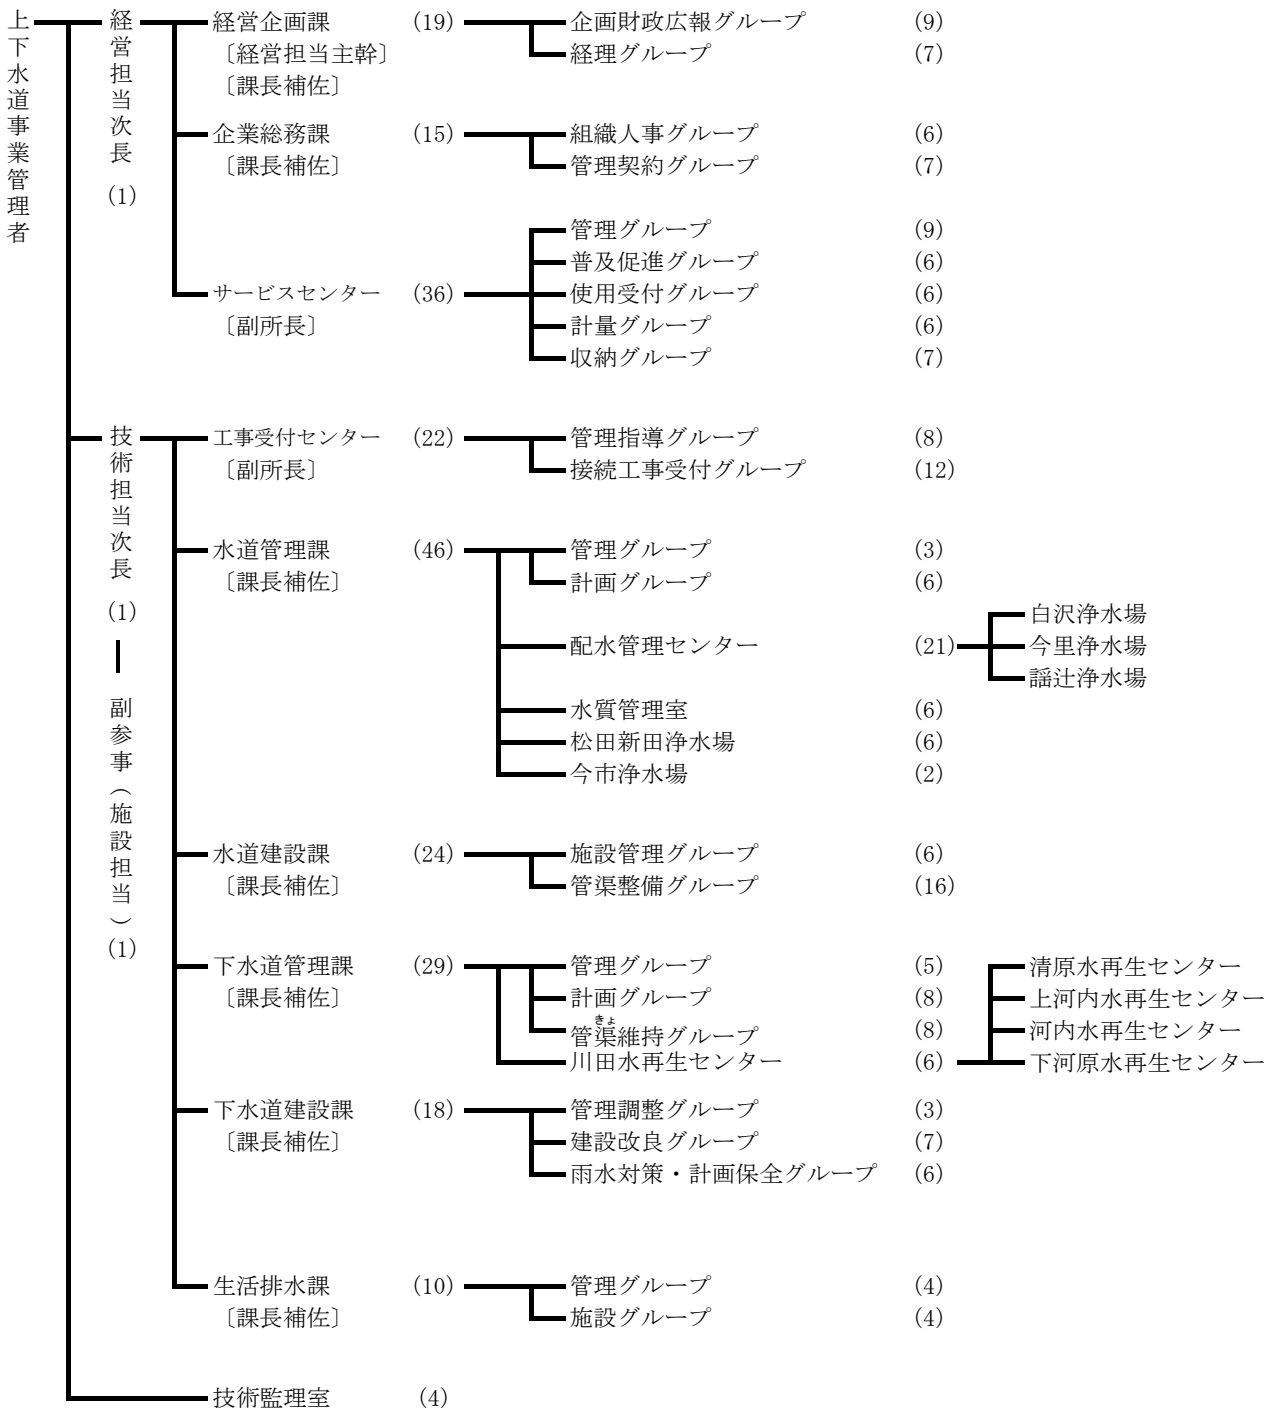 上下水道事業管理者
経営担当次長
(1)
経営企画課 (19) 企画財政広報グループ (9)
〔経営担当主幹〕 経理グループ (7)
〔課長補佐〕
企業総務課 (15) 組織人事グループ (6)
〔課長補佐〕 管理契約グループ (7)
管理グループ (9)
普及促進グループ (6)
サービスセンター (36) 使用受付グループ (6)
〔副所長〕 計量グループ (6)
収納グループ (7)
技術担当次長
(1)
副参事（施設担当）
(1)
工事受付センター (22) 管理指導グループ (8)
〔副所長〕 接続工事受付グループ (12)
水道管理課 (46) 管理グループ (3)
〔課長補佐〕 計画グループ (6)
白沢浄水場
配水管理センター (21) 今里浄水場
謡辻浄水場
水質管理室 (6)
松田新田浄水場 (6)
今市浄水場 (2)
水道建設課 (24) 施設管理グループ (6)
〔課長補佐〕 管渠整備グループ (16)
下水道管理課 (29) 管理グループ (5) 清原水再生センター
〔課長補佐〕 計画グループ (8) 上河内水再生センター
きょ
管渠維持グループ (8) 河内水再生センター
川田水再生センター (6) 下河原水再生センター
下水道建設課 (18) 管理調整グループ (3)
〔課長補佐〕 建設改良グループ (7)
雨水対策・計画保全グループ (6)
生活排水課 (10) 管理グループ (4)
〔課長補佐〕 施設グループ (4)
技術監理室 (4)